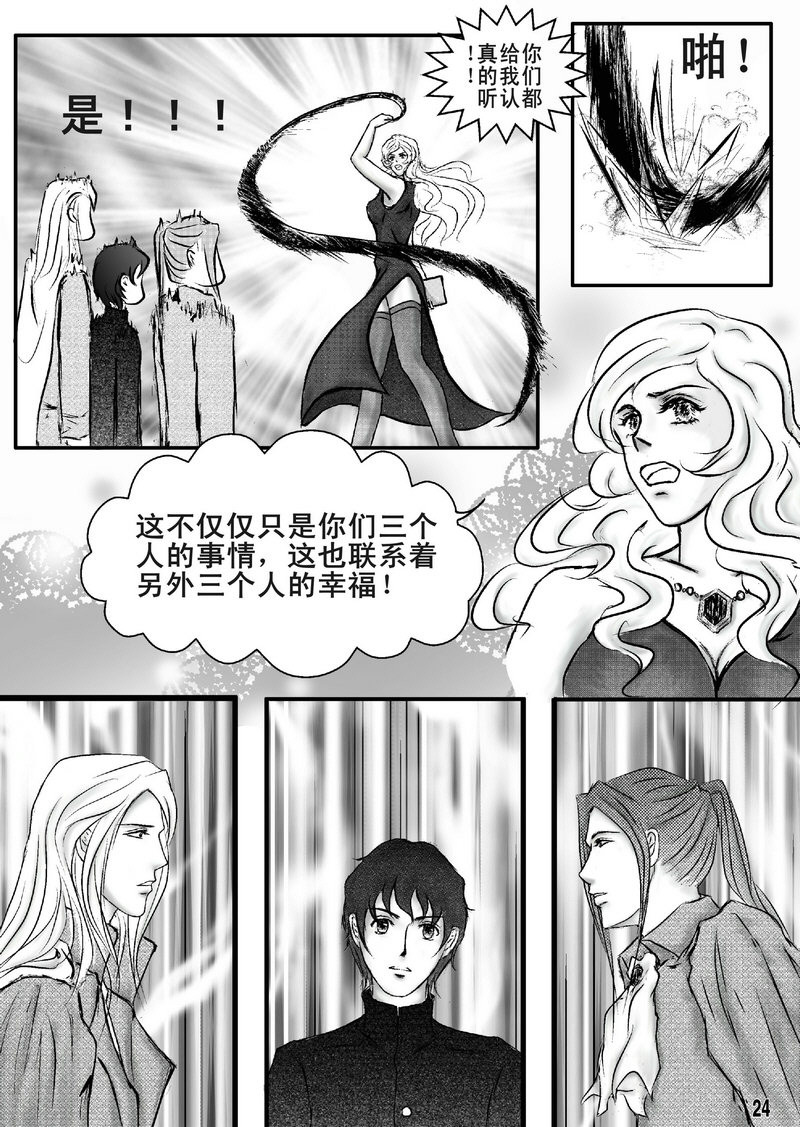 啪！
你们都
给我认
真的听
！！
是！！！
这不仅仅只是你们三个
人的事情，这也联系着
另外三个人的幸福！
24